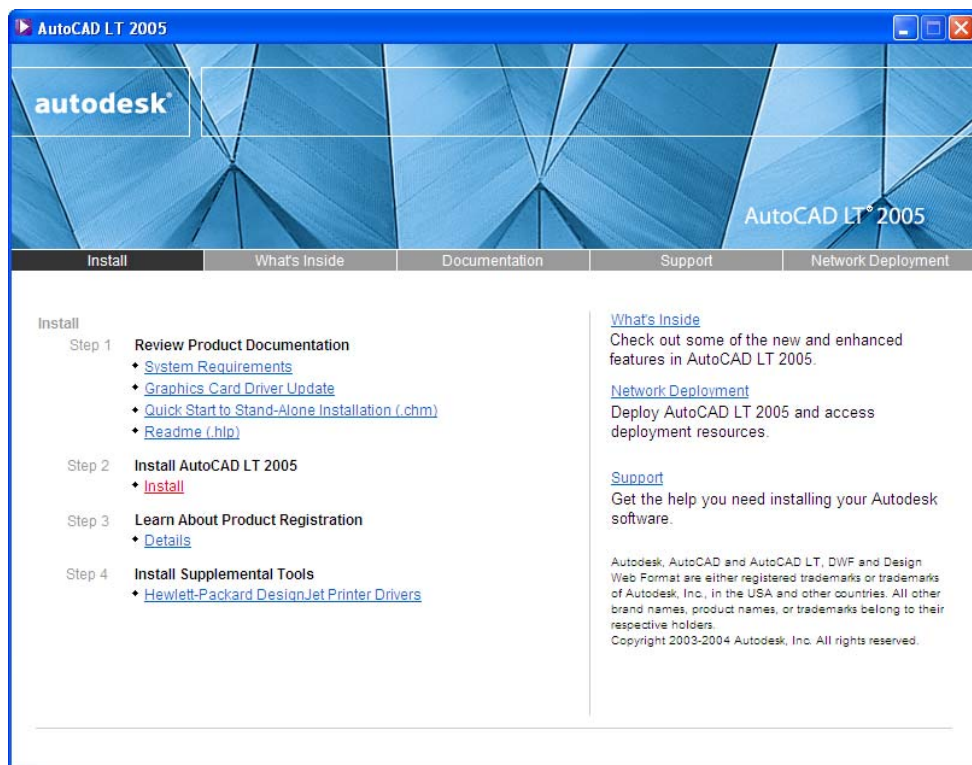 AutoCAD LT 2005
autodesk®
AutoCAD LT® 2005
Install
What's Inside
Documentation
Support
Network Deployment
Install
Step 1 Review Product Documentation
System Requirements
Graphics Card Driver Update
Quick Start to Stand-Alone Installation (.chm)
Readme (.hlp)
Step 2 Install AutoCAD LT 2005
Install
Step 3 Learn About Product Registration
Details
Step 4 Install Supplemental Tools
Hewlett-Packard DesignJet Printer Drivers
What's Inside
Check out some of the new and enhanced
features in AutoCAD LT 2005.
Network Deployment
Deploy AutoCAD LT 2005 and access
deployment resources.
Support
Get the help you need installing your Autodesk
software.
Autodesk, AutoCAD and AutoCAD LT, DWF and Design
Web Format are either registered trademarks or trademarks
of Autodesk, Inc., in the USA and other countries. All other
brand names, product names, or trademarks belong to their
respective holders.
Copyright 2003-2004 Autodesk, Inc. All rights reserved.